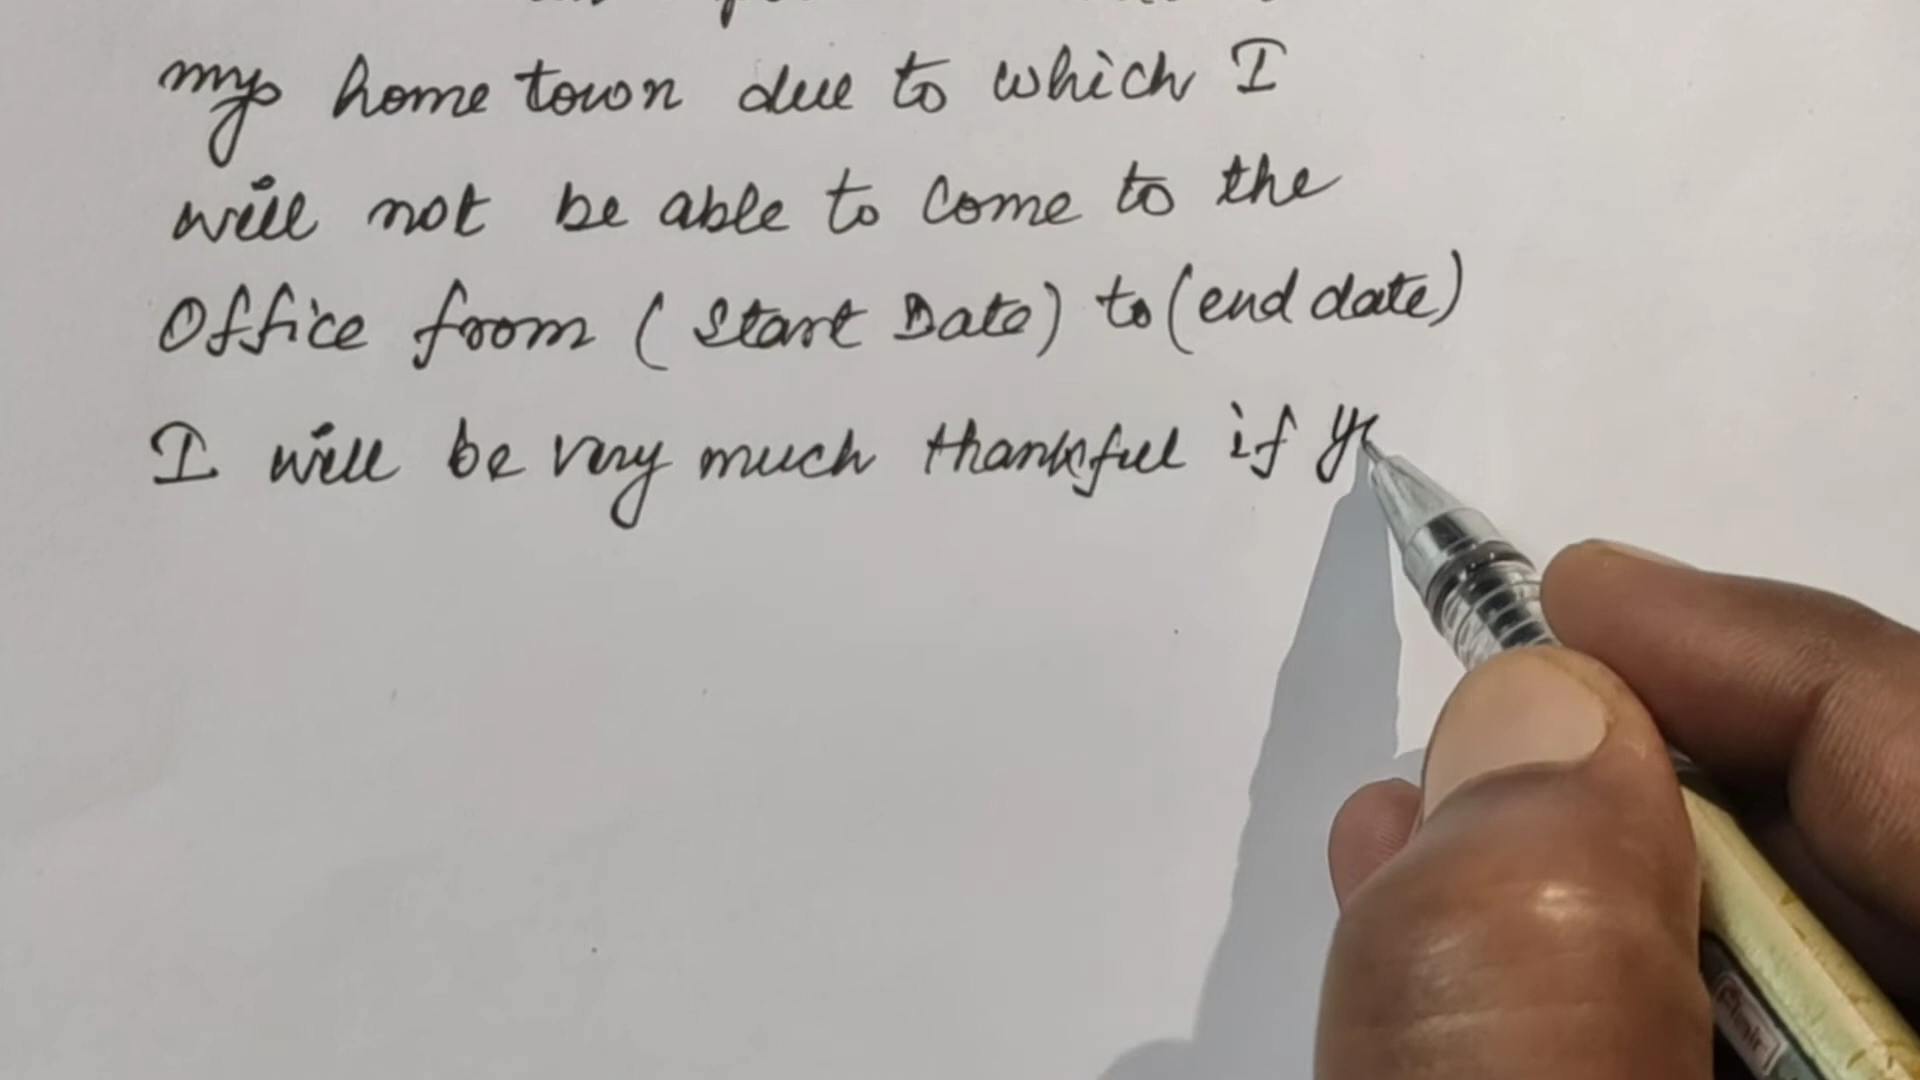 my home town due to which I
will not be able to come to the
Office from (Start Date) to (end date)
I will be very much thankful if